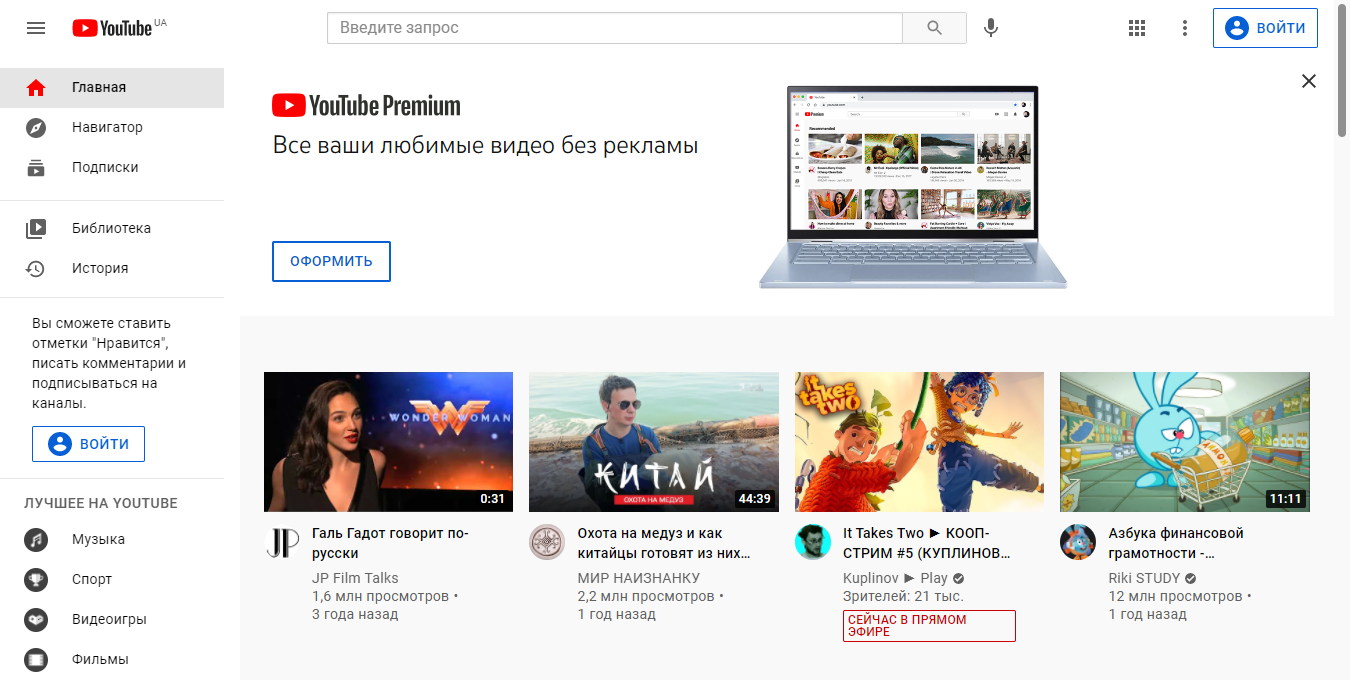 YouTube UA
Введите запрос
ВОЙТИ
Главная
Навигатор
Подписки
Библиотека
История
Вы сможете ставить
отметки "Нравится",
писать комментарии и
подписываться на
каналы.
ВОЙТИ
ЛУЧШЕЕ НА YOUTUBE
Музыка
Спорт
Видеоигры
Фильмы
YouTube Premium
Все ваши любимые видео без рекламы
ОФОРМИТЬ
Premium
Recommended
WONDER WOMAN
0:31
Галь Гадот говорит по-
русски
JP
JP Film Talks
1,6 млн просмотров •
3 года назад
КИТАЙ
ОХОТА НА МЕДУЗ
44:39
Охота на медуз и как
китайцы готовят из них…
МИР НАИЗНАНКУ
2,2 млн просмотров •
1 год назад
it
takes
two
It Takes Two ► КООП-
СТРИМ #5 (КУПЛИНОВ…
Kuplinov ► Play
Зрителей: 21 тыс.
СЕЙЧАС В ПРЯМОМ
ЭФИРЕ
11:11
Азбука финансовой
грамотности -…
Riki STUDY
12 млн просмотров •
1 год назад